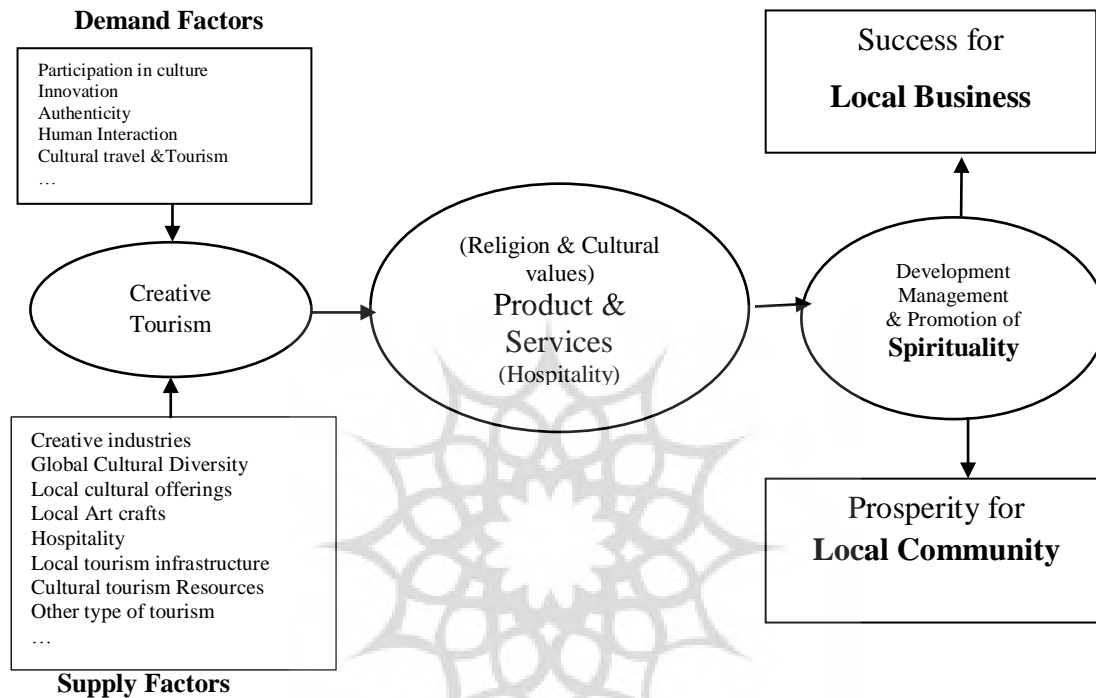 Demand Factors
Participation in culture
Innovation
Authenticity
Human Interaction
Cultural travel &Tourism
…
Creative
Tourism
Creative industries
Global Cultural Diversity
Local cultural offerings
Local Art crafts
Hospitality
Local tourism infrastructure
Cultural tourism Resources
Other type of tourism
…
Supply Factors
(Religion & Cultural
values)
Product &
Services
(Hospitality)
Development
Management
& Promotion of
Spirituality
Success for
Local Business
Prosperity for
Local Community